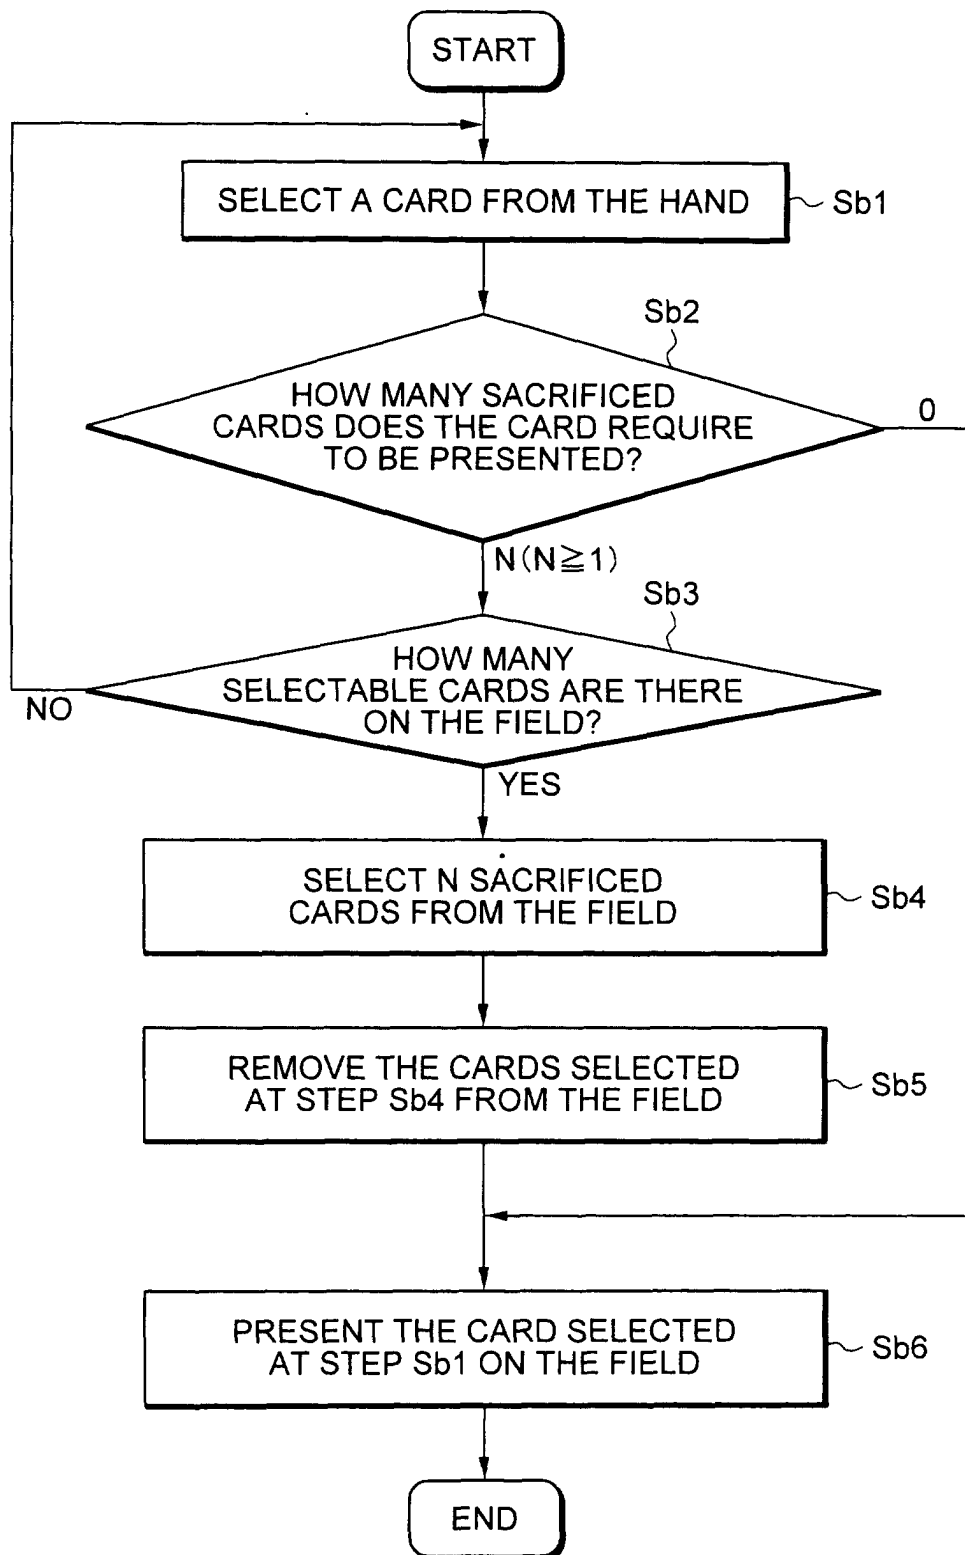 START
SELECT A CARD FROM THE HAND
Sb1
Sb2
HOW MANY SACRIFICED
CARDS DOES THE CARD REQUIRE
TO BE PRESENTED?
0
N(N≧1)
Sb3
HOW MANY
SELECTABLE CARDS ARE THERE
ON THE FIELD?
NO
YES
SELECT N SACRIFICED
CARDS FROM THE FIELD
Sb4
REMOVE THE CARDS SELECTED
AT STEP Sb4 FROM THE FIELD
Sb5
PRESENT THE CARD SELECTED
AT STEP Sb1 ON THE FIELD
Sb6
END